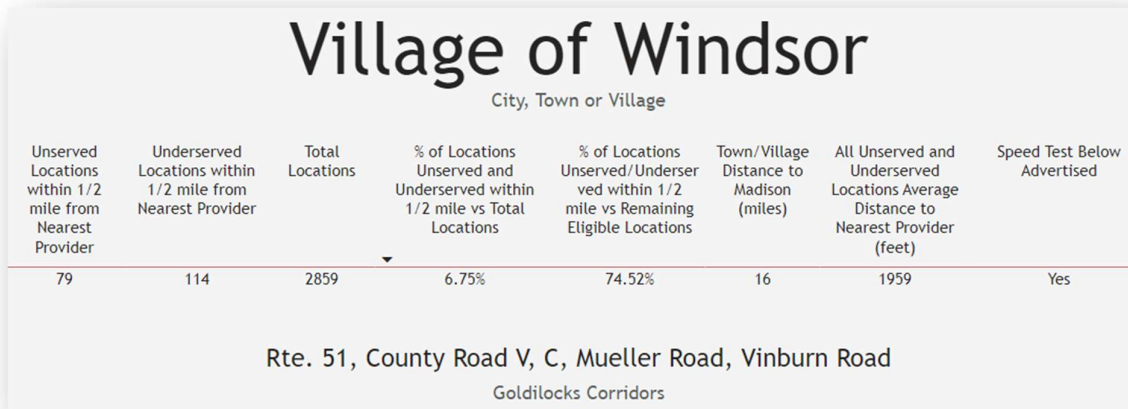 Village of Windsor
City, Town or Village
Unserved
Locations
within 1/2
mile from
Nearest
Provider
Underserved
Locations within
1/2 mile from
Nearest Provider
Total
Locations
% of Locations
Unserved and
Underserved within
1/2 mile vs Total
Locations
% of Locations
Unserved/Underser
ved within 1/2
mile vs Remaining
Eligible Locations
Town/Village
Distance to
Madison
(miles)
All Unserved and
Underserved
Locations Average
Distance to
Nearest Provider
(feet)
Speed Test Below
Advertised
79 114 2859 6.75% 74.52% 16 1959 Yes
Rte. 51, County Road V, C, Mueller Road, Vinburn Road
Goldilocks Corridors